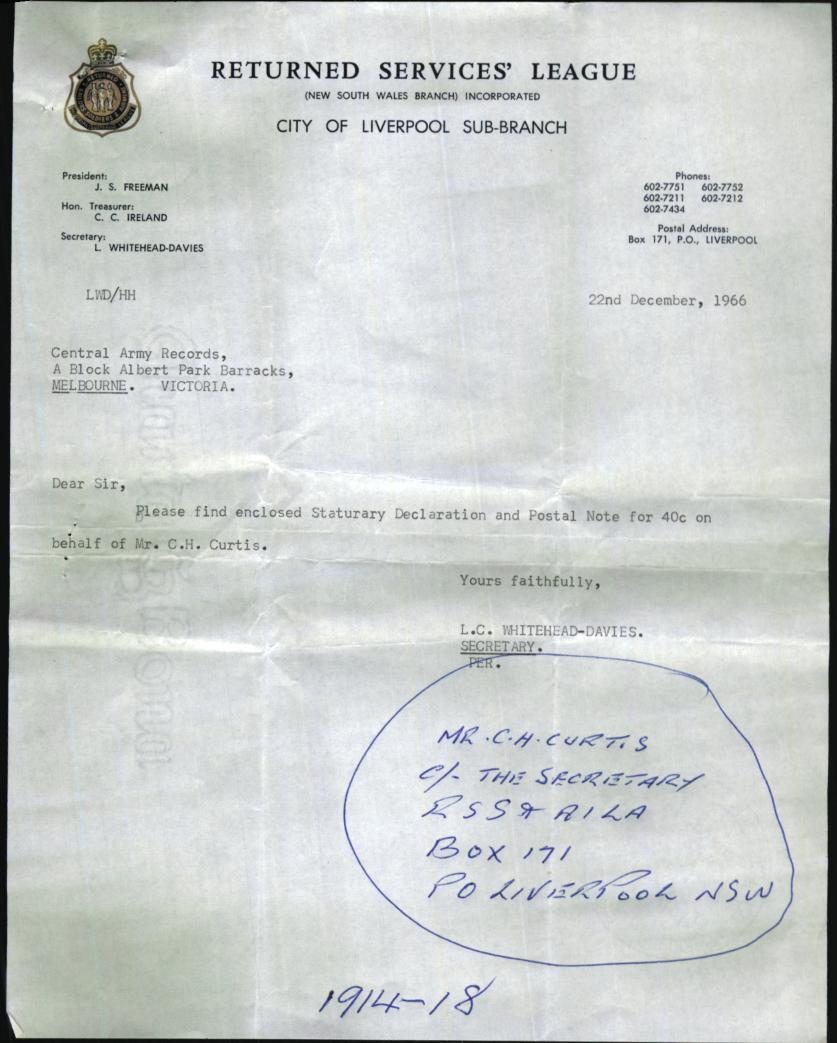 RETURNED SERVICES' LEAGUE
(NEW SOUTH WALES BRANCH) INCORPORATED
CITY OF LIVERPOOL SUB-BRANCH
President:
J. S. FREEMAN
Hon. Treasurer:
C. C. IRELAND
Secretary:
L. WHITEHEAD-DAVIES
Phones:
602-7751 602-7752
602-7211 602-7212
602-7434
Postal Address:
Box 171, P.O., LIVERPOOL
LWD/HH
22nd December, 1966
Central Army Records,
A Block Albert Park Barracks,
MELBOURNE. VICTORIA.
Dear Sir,
Please find enclosed Staturary Declaration and Postal Note for 40c on
behalf of Mr. C.H. Curtis.
Yours faithfully,
L.C. WHITEHEAD-DAVIES.
SECRETARY.
PER.
MR. C.H. CURTIS
C/- THE SECRETARY
RSS & AILA
BOX 171
PO LIVERPOOL NSW
1914-18